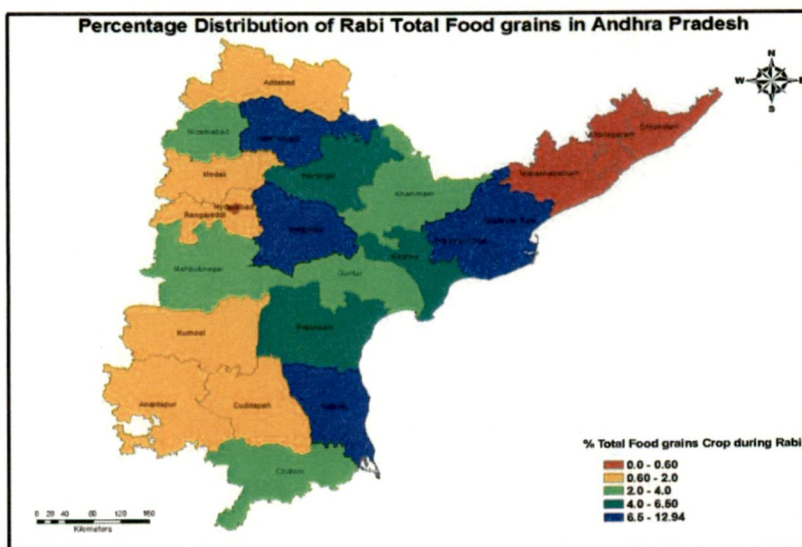 Percentage Distribution of Rabi Total Food grains in Andhra Pradesh
N
W
E
S
Adilabad
Nizamabad
Karimnagar
Medak
Warangal
Hyderabad
Rangareddi
Khammam
Nalgonda
Mahbubnagar
Vizianagaram
Srikakulam
Visakhapatnam
Krishna
Guntur
Kurnool
Prakasam
Anantapur
Cuddapah
Nellore
Chittoor
% Total Food grains Crop during Rabi
0.0 - 0.60
0.60 - 2.0
2.0 - 4.0
4.0 - 6.50
6.5 - 12.94
0 20 40 80 120 160
Kilometers